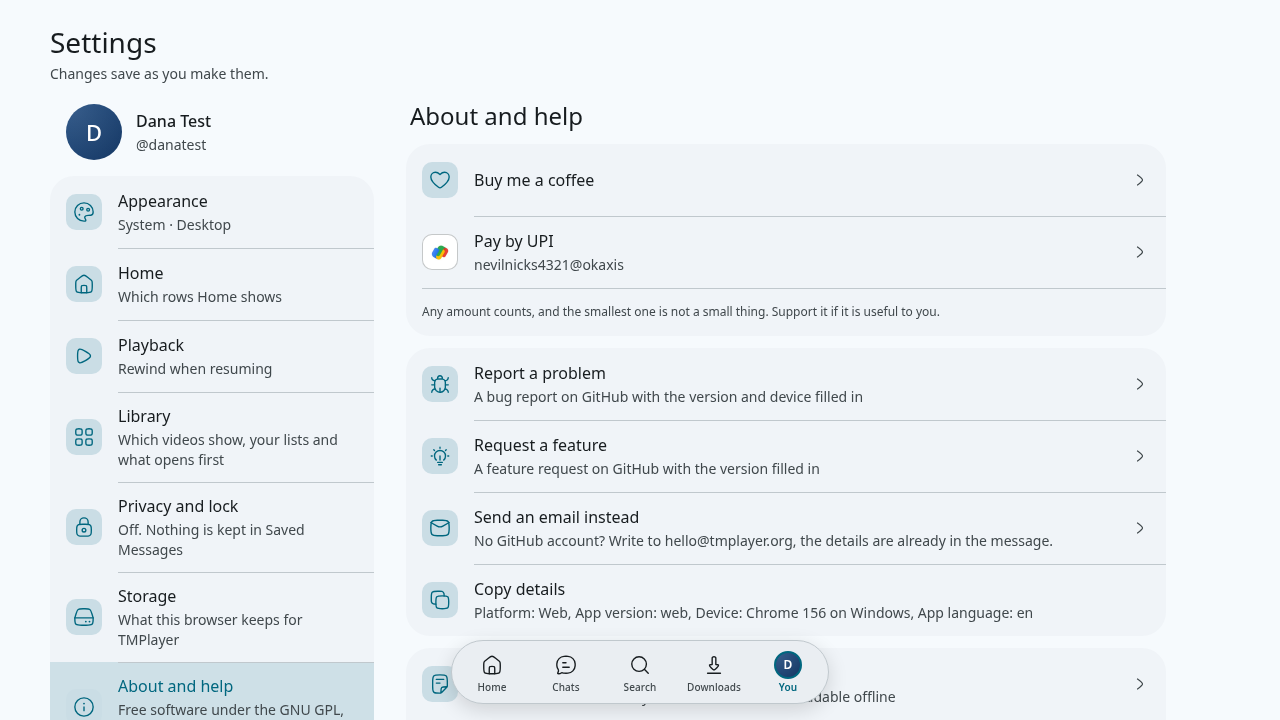 Settings
Changes save as you make them.
D
Dana Test
@danatest
Appearance
System · Desktop
Home
Which rows Home shows
Playback
Rewind when resuming
Library
Which videos show, your lists and
what opens first
Privacy and lock
Off. Nothing is kept in Saved
Messages
Storage
What this browser keeps for
TMPlayer
About and help
Free software under the GNU GPL,
About and help
Buy me a coffee
Pay by UPI
nevilnicks4321@okaxis
Any amount counts, and the smallest one is not a small thing. Support it if it is useful to you.
Report a problem
A bug report on GitHub with the version and device filled in
Request a feature
A feature request on GitHub with the version filled in
Send an email instead
No GitHub account? Write to hello@tmplayer.org, the details are already in the message.
Copy details
Platform: Web, App version: web, Device: Chrome 156 on Windows, App language: en
offline
Home
Chats
Search
Downloads
D
You